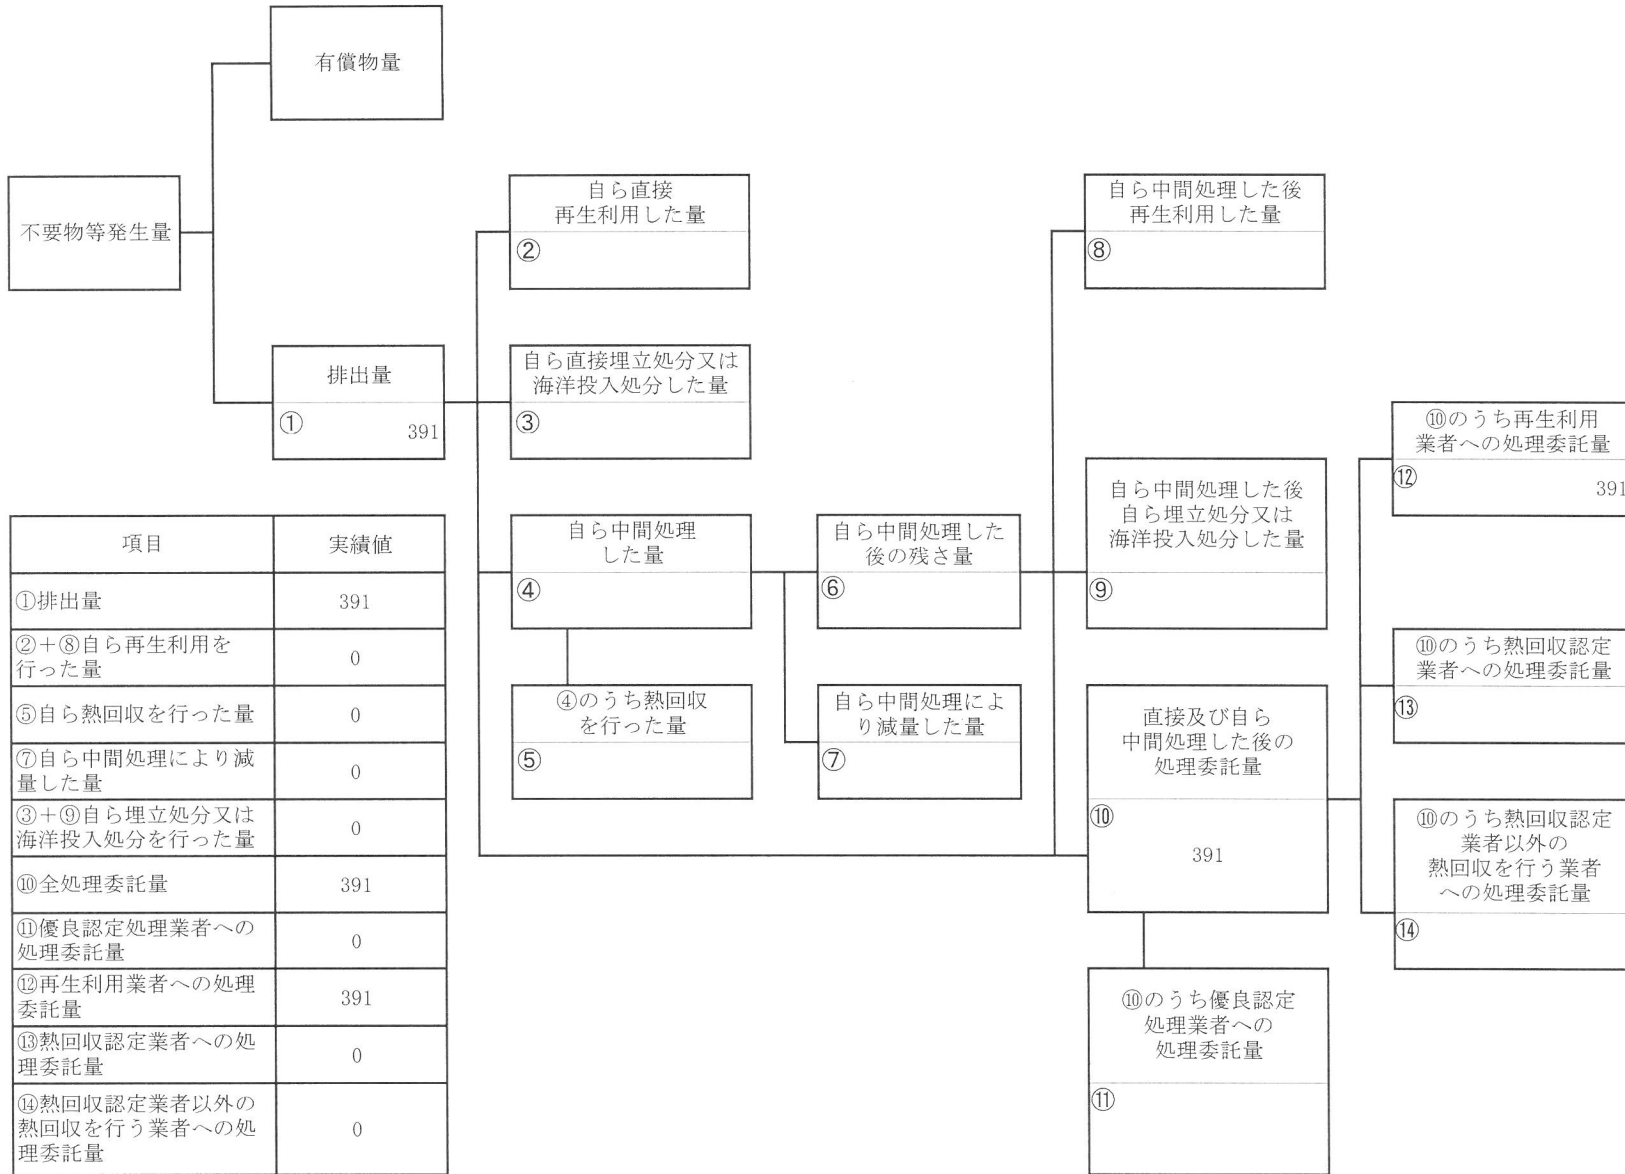 有償物量
不要物等発生量
排出量
①
391
自ら直接
再生利用した量
②
自ら直接埋立処分又は
海洋投入処分した量
③
自ら中間処理
した量
④
④のうち熱回収
を行った量
⑤
自ら中間処理した
後の残さ量
⑥
自ら中間処理によ
り減量した量
⑦
自ら中間処理した後
再生利用した量
⑧
自ら中間処理した後
自ら埋立処分又は
海洋投入処分した量
⑨
直接及び自ら
中間処理した後の
処理委託量
⑩
391
⑩のうち優良認定
処理業者への
処理委託量
⑪
⑩のうち再生利用
業者への処理委託量
⑫
391
⑩のうち熱回収認定
業者への処理委託量
⑬
⑩のうち熱回収認定
業者以外の
熱回収を行う業者
への処理委託量
⑭
項目 実績値
①排出量 391
②+⑧自ら再生利用を
行った量 0
⑤自ら熱回収を行った量 0
⑦自ら中間処理により減
量した量 0
③+⑨自ら埋立処分又は
海洋投入処分を行った量 0
⑩全処理委託量 391
⑪優良認定処理業者への
処理委託量 0
⑫再生利用業者への処理
委託量 391
⑬熱回収認定業者への処
理委託量 0
⑭熱回収認定業者以外の
熱回収を行う業者への処
理委託量 0